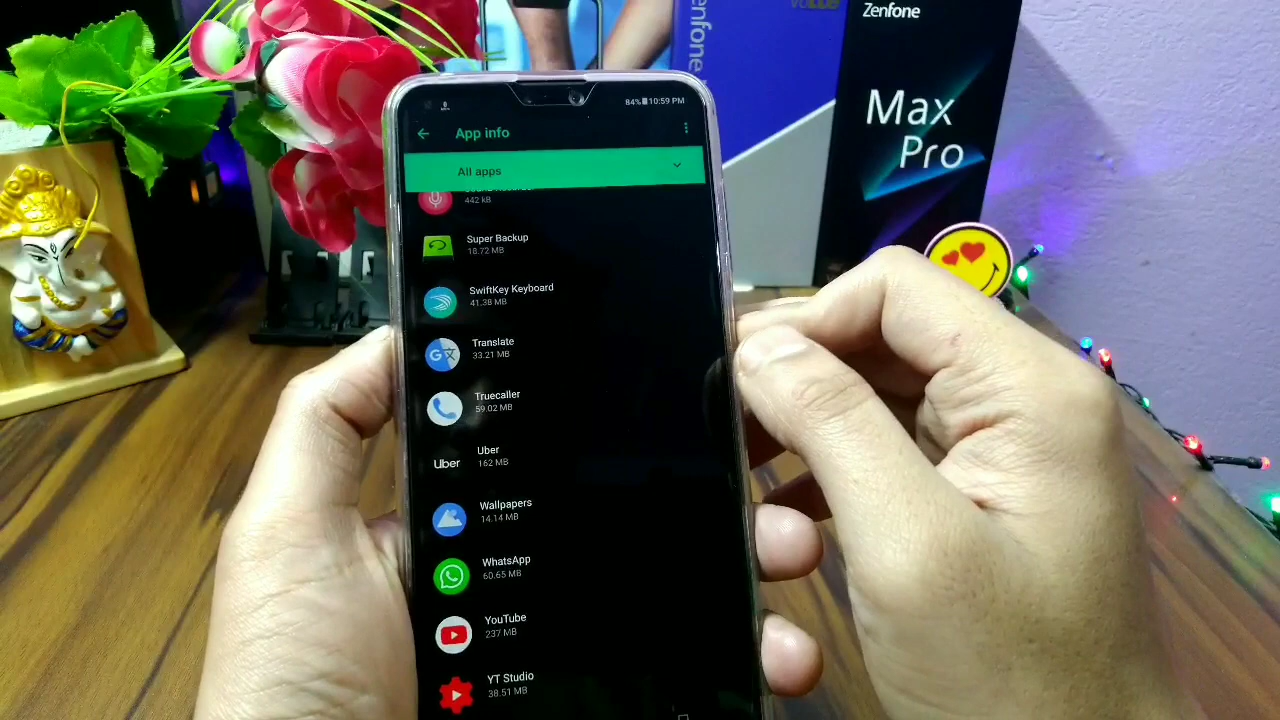 Zenfone
Max
Pro
84% 10:59 PM
App info
All apps
442 kB
Super Backup
18.72 MB
SwiftKey Keyboard
41.38 MB
Translate
33.21 MB
Truecaller
59.02 MB
Uber
Uber
162 MB
Wallpapers
14.14 MB
WhatsApp
60.65 MB
YouTube
237 MB
YT Studio
38.51 MB